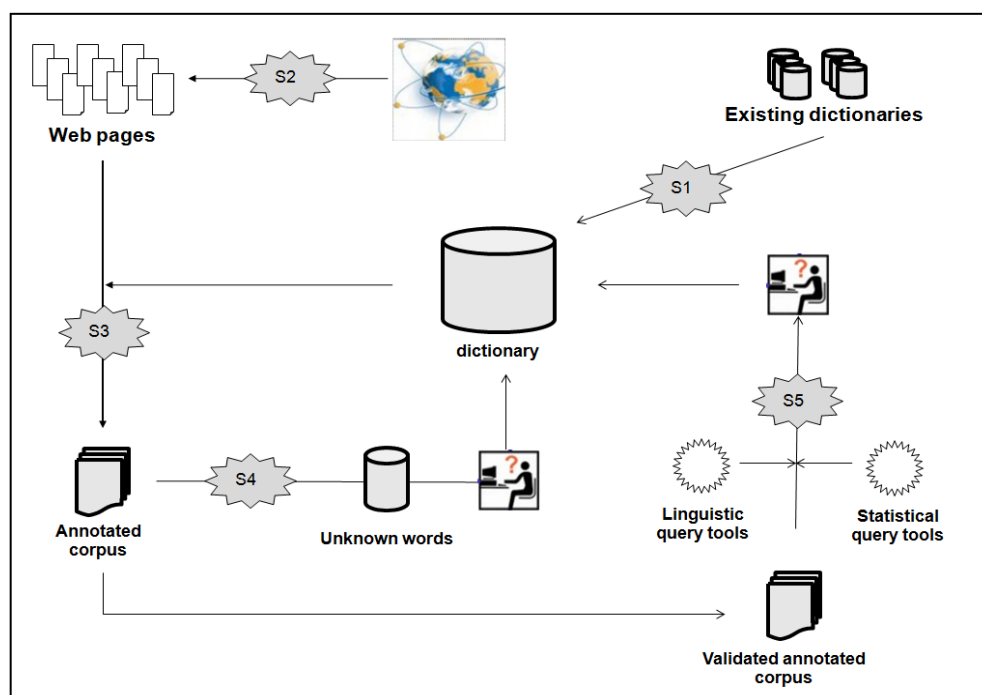 S2
Web pages
Existing dictionaries
S1
?
S3
dictionary
S5
?
S4
Annotated
corpus
Unknown words
Linguistic
query tools
Statistical
query tools
Validated annotated
corpus